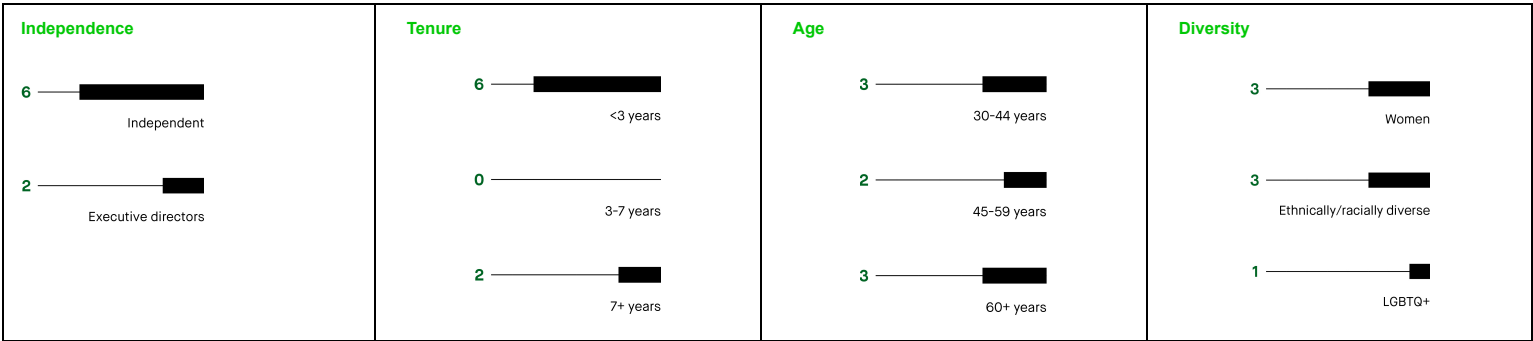 Independence
6
Independent
2
Executive directors
Tenure
6
<3 years
0
3-7 years
2
7+ years
Age
3
30-44 years
2
45-59 years
3
60+ years
Diversity
3
Women
3
Ethnically/racially diverse
1
LGBTQ+